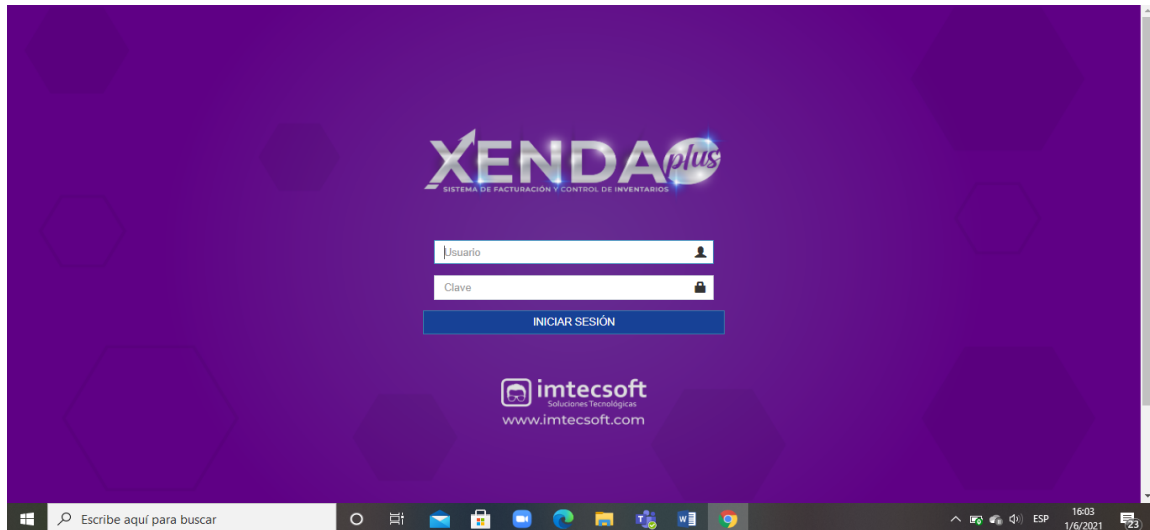 XENDA plus
SISTEMA DE FACTURACIÓN Y CONTROL DE INVENTARIOS
Usuario
Clave
INICIAR SESIÓN
imtecsoft
Soluciones Tecnológicas
www.imtecsoft.com
Escribe aquí para buscar
ESP
16:03
1/6/2021
23